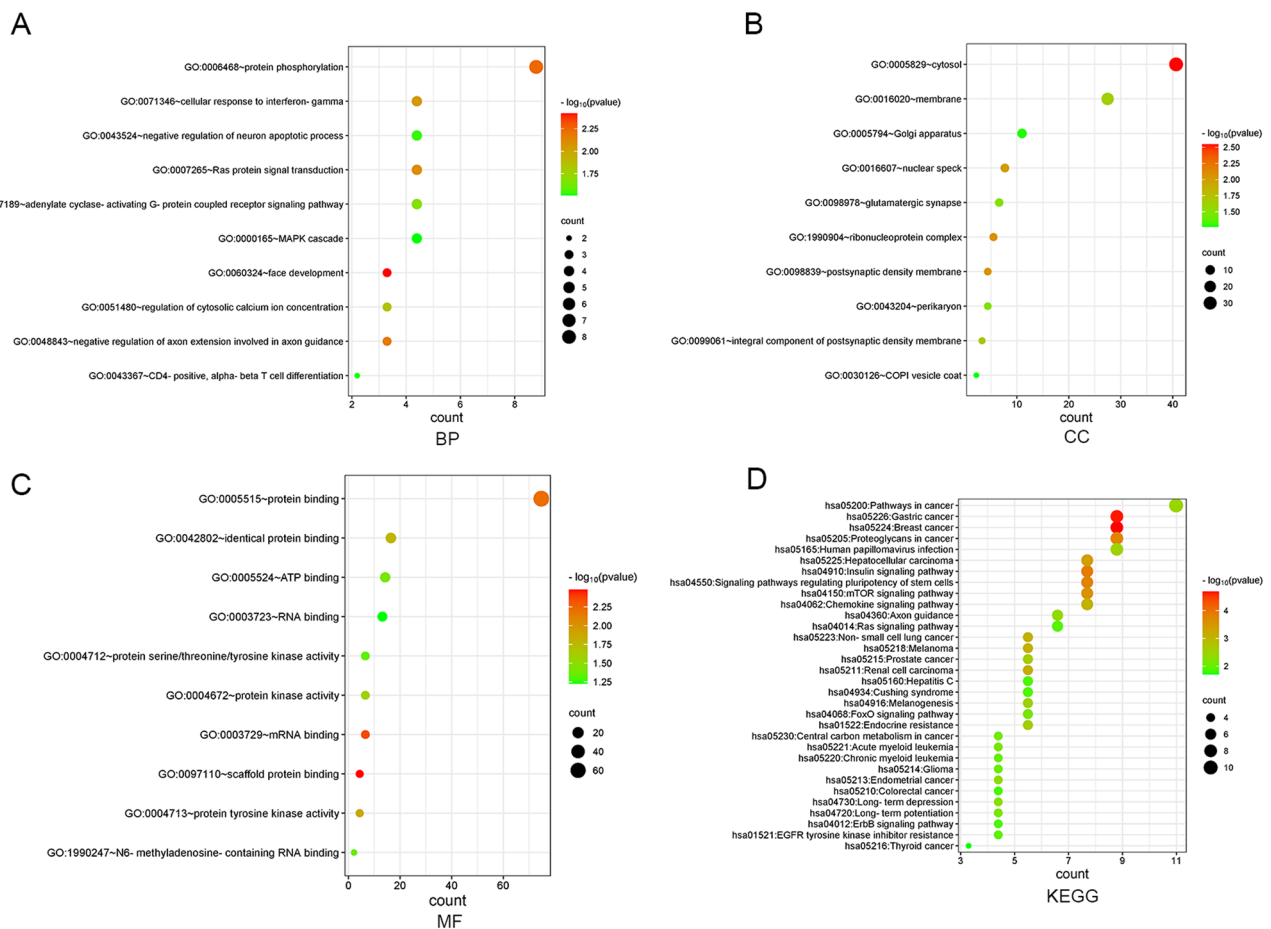 A
GO:0006468~protein phosphorylation
GO:0071346~cellular response to interferon- gamma
GO:0043524~negative regulation of neuron apoptotic process
GO:0007265~Ras protein signal transduction
7189~adenylate cyclase- activating G- protein coupled receptor signaling pathway
GO:0000165~MAPK cascade
GO:0060324~face development
GO:0051480~regulation of cytosolic calcium ion concentration
GO:0048843~negative regulation of axon extension involved in axon guidance
GO:0043367~CD4- positive, alpha- beta T cell differentiation
2 4 6 8
count
BP
- log10(pvalue)
2.25
2.00
1.75
count
2
3
4
5
6
7
8
B
GO:0005829~cytosol
GO:0016020~membrane
GO:0005794~Golgi apparatus
GO:0016607~nuclear speck
GO:0098978~glutamatergic synapse
GO:1990904~ribonucleoprotein complex
GO:0098839~postsynaptic density membrane
GO:0043204~perikaryon
GO:0099061~integral component of postsynaptic density membrane
GO:0030126~COPI vesicle coat
10 20 30 40
count
CC
- log10(pvalue)
2.50
2.25
2.00
1.75
1.50
count
10
20
30
C
GO:0005515~protein binding
GO:0042802~identical protein binding
GO:0005524~ATP binding
GO:0003723~RNA binding
GO:0004712~protein serine/threonine/tyrosine kinase activity
GO:0004672~protein kinase activity
GO:0003729~mRNA binding
GO:0097110~scaffold protein binding
GO:0004713~protein tyrosine kinase activity
GO:1990247~N6- methyladenosine- containing RNA binding
0 20 40 60
count
MF
- log10(pvalue)
2.25
2.00
1.75
1.50
1.25
count
20
40
60
D
hsa05200:Pathways in cancer
hsa05226:Gastric cancer
hsa05224:Breast cancer
hsa05205:Proteoglycans in cancer
hsa05165:Human papillomavirus infection
hsa05225:Hepatocellular carcinoma
hsa04910:Insulin signaling pathway
hsa04550:Signaling pathways regulating pluripotency of stem cells
hsa04150:mTOR signaling pathway
hsa04062:Chemokine signaling pathway
hsa04360:Axon guidance
hsa04014:Ras signaling pathway
hsa05223:Non- small cell lung cancer
hsa05218:Melanoma
hsa05215:Prostate cancer
hsa05211:Renal cell carcinoma
hsa05160:Hepatitis C
hsa04934:Cushing syndrome
hsa04916:Melanogenesis
hsa04068:FoxO signaling pathway
hsa01522:Endocrine resistance
hsa05230:Central carbon metabolism in cancer
hsa05221:Acute myeloid leukemia
hsa05220:Chronic myeloid leukemia
hsa05214:Glioma
hsa05213:Endometrial cancer
hsa05210:Colorectal cancer
hsa04730:Long- term depression
hsa04720:Long- term potentiation
hsa04012:ErbB signaling pathway
hsa01521:EGFR tyrosine kinase inhibitor resistance
hsa05216:Thyroid cancer
3 5 7 9 11
count
KEGG
- log10(pvalue)
4
3
2
count
4
6
8
10